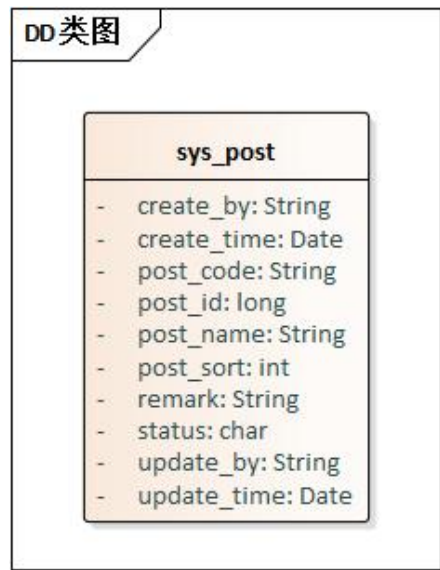 DD类图
sys_post
- create_by: String
- create_time: Date
- post_code: String
- post_id: long
- post_name: String
- post_sort: int
- remark: String
- status: char
- update_by: String
- update_time: Date